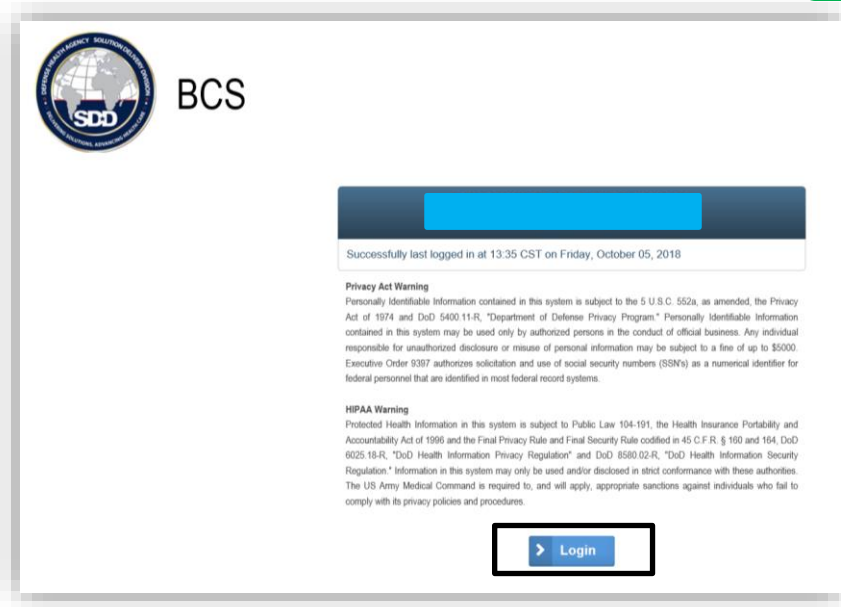 DEFENSE HEALTH AGENCY SOLUTION DELIVERY DIVISION
SDD
DELIVERING SOLUTIONS, ADVANCING HEALTH CARE
BCS
Successfully last logged in at 13:35 CST on Friday, October 05, 2018
Privacy Act Warning
Personally Identifiable Information contained in this system is subject to the 5 U.S.C. 552a, as amended, the Privacy
Act of 1974 and DoD 5400.11-R, "Department of Defense Privacy Program." Personally Identifiable Information
contained in this system may be used only by authorized persons in the conduct of official business. Any individual
responsible for unauthorized disclosure or misuse of personal information may be subject to a fine of up to $5000.
Executive Order 9397 authorizes solicitation and use of social security numbers (SSN's) as a numerical identifier for
federal personnel that are identified in most federal record systems.
HIPAA Warning
Protected Health Information in this system is subject to Public Law 104-191, the Health Insurance Portability and
Accountability Act of 1996 and the Final Privacy Rule and Final Security Rule codified in 45 C.F.R. § 160 and 164, DoD
6025.18-R, "DoD Health Information Privacy Regulation" and DoD 8580.02-R, "DoD Health Information Security
Regulation." Information in this system may only be used and/or disclosed in strict conformance with these authorities.
The US Army Medical Command is required to, and will apply, appropriate sanctions against individuals who fail to
comply with its privacy policies and procedures.
Login